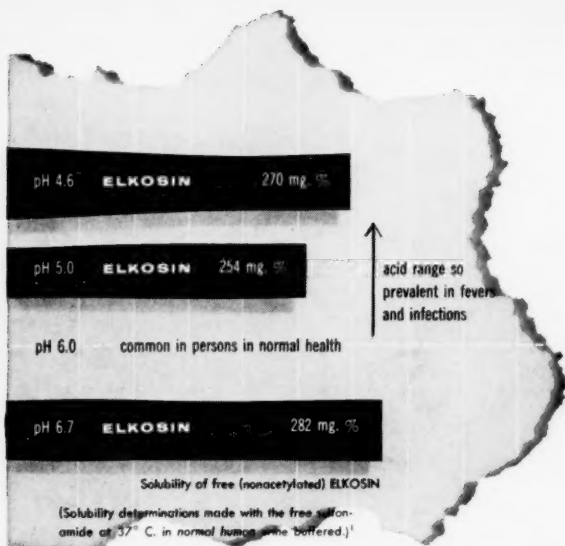 pH 4.6 ELKOSIN 270 mg. %
pH 5.0 ELKOSIN 254 mg. %
acid range so
prevalent in fevers
and infections
pH 6.0 common in persons in normal health
pH 6.7 ELKOSIN 282 mg. %
Solubility of free (nonacetylated) ELKOSIN
(Solubility determinations made with the free sulfon-
amide at 37° C. in normal human urine buffered.)¹